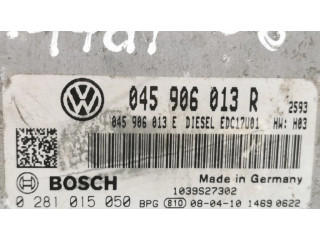 045 906 013 R 2593
045 906 013 E DIESEL EDC17U01 HW: H03
BOSCH
Made in Germany
1039S27302
0 281 015 050 BPG 810 08-04-10 1469 0622